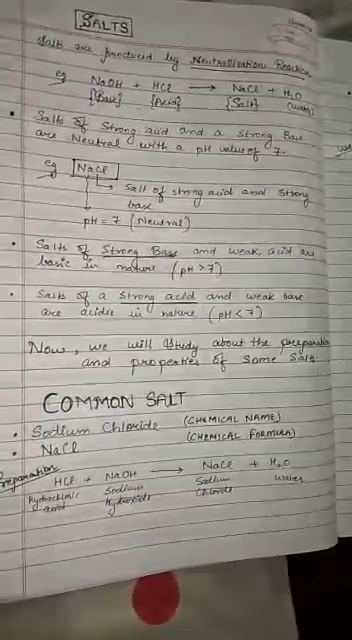 SALTS
Salts are produced by Neutralisation Reaction
eg NaOH + HCl → NaCl + H₂O
{Base} {Acid} {Salt} (Water)
• Salts of Strong acid and a Strong Base
are Neutral with a pH value of 7.
eg NaCl
→ Salt of strong acid and strong
base
pH = 7 (Neutral)
• Salts of Strong Base and weak acid are
basic in nature (pH > 7)
• Salts of a strong acid and weak base
are acidic in nature (pH < 7)
Now, we will Study about the preparation
and properties of some Salts.
COMMON SALT
• Sodium Chloride (CHEMICAL NAME)
• NaCl (CHEMICAL FORMULA)
Preparation
HCl + NaOH → NaCl + H₂O
Hydrochloric Sodium Sodium Water
acid Hydroxide Chloride